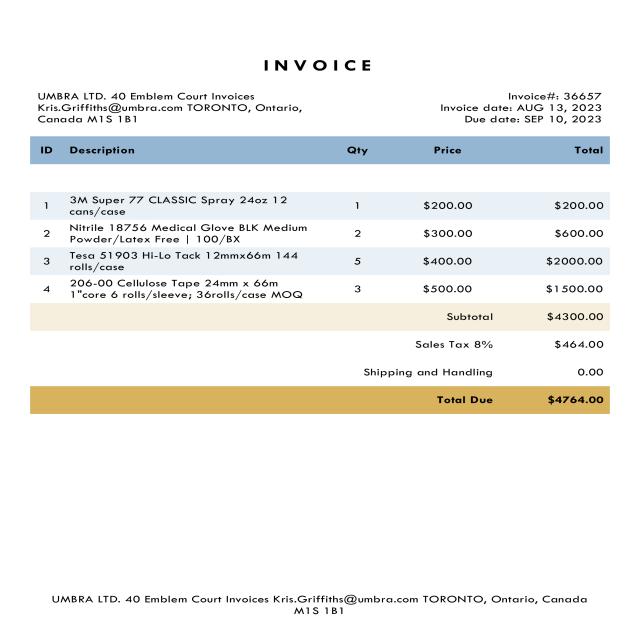 INVOICE
UMBRA LTD. 40 Emblem Court Invoices
Kris.Griffiths@umbra.com TORONTO, Ontario,
Canada M1S 1B1
Invoice#: 36657
Invoice date: AUG 13, 2023
Due date: SEP 10, 2023
ID Description Qty Price Total
1 3M Super 77 CLASSIC Spray 24oz 12 1 $200.00 $200.00
cans/case
2 Nitrile 18756 Medical Glove BLK Medium 2 $300.00 $600.00
Powder/Latex Free | 100/BX
3 Tesa 51903 Hi-Lo Tack 12mmx66m 144 5 $400.00 $2000.00
rolls/case
4 206-00 Cellulose Tape 24mm x 66m 3 $500.00 $1500.00
1"core 6 rolls/sleeve; 36rolls/case MOQ
Subtotal $4300.00
Sales Tax 8% $464.00
Shipping and Handling 0.00
Total Due $4764.00
UMBRA LTD. 40 Emblem Court Invoices Kris.Griffiths@umbra.com TORONTO, Ontario, Canada
M1S 1B1